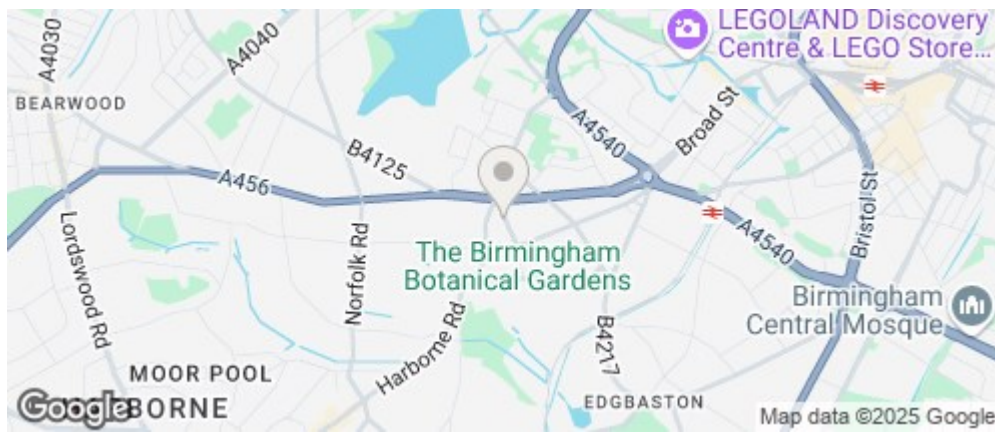 LEGOLAND Discovery
Centre & LEGO Store...
A4030
A4040
BEARWOOD
A4540
Broad St
B4125
A456
Bristol St
Lordswood Rd
Norfolk Rd
The Birmingham
Botanical Gardens
A4540
Birmingham
Central Mosque
Harborne Rd
B4217
MOOR POOL
EDGBASTON
Google
BORNE
Map data ©2025 Google